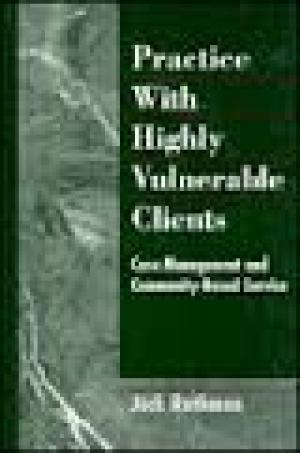 Practice
With
Highly
Vulnerable
Clients
Case Management and
Community-Based Service
Jack Rothman